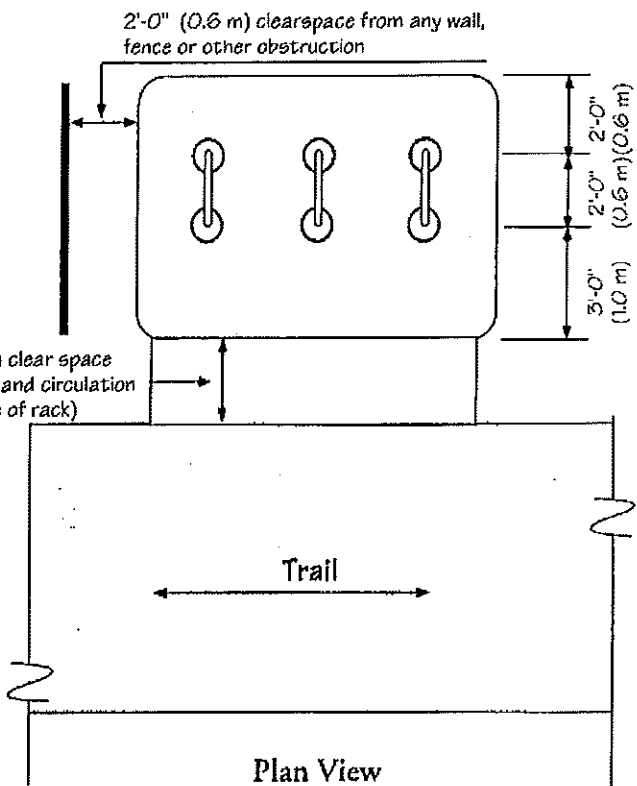 2'-0" (0.6 m) clearspace from any wall,
fence or other obstruction
2'-0"
(0.6 m)
2'-0"
(0.6 m)
3'-0"
(1.0 m)
clear space
and circulation
of rack)
Trail
Plan View